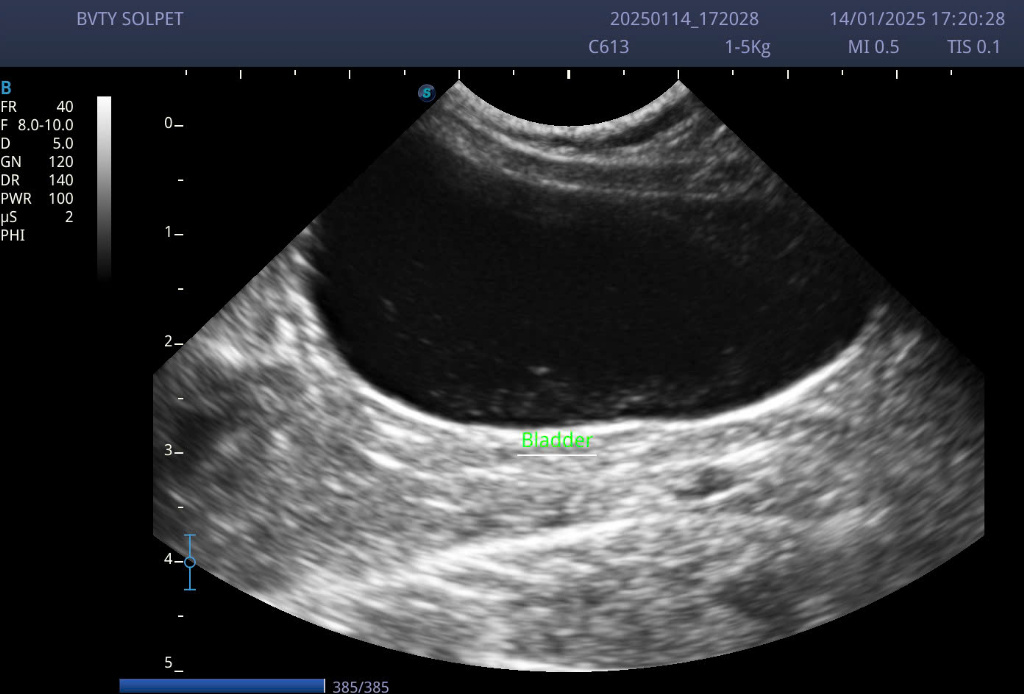 BVTY SOLPET
20250114_172028
14/01/2025 17:20:28
C613
1-5Kg
MI 0.5
TIS 0.1
B
FR 40
F 8.0-10.0
D 5.0
GN 120
DR 140
PWR 100
µS 2
PHI
S
0
1
2
3
4
5
Bladder
385/385